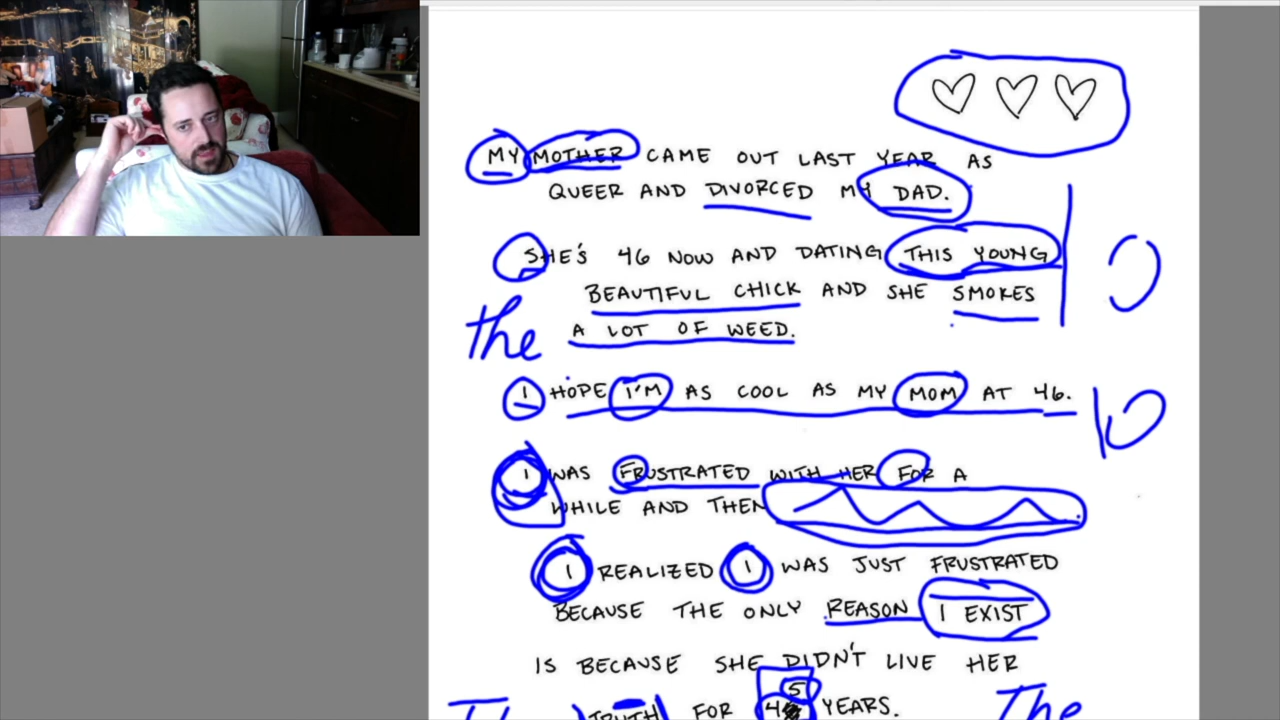 MY MOTHER CAME OUT LAST YEAR AS
QUEER AND DIVORCED MY DAD.
SHE'S 46 NOW AND DATING THIS YOUNG
BEAUTIFUL CHICK AND SHE SMOKES
the A LOT OF WEED.
I HOPE I'M AS COOL AS MY MOM AT 46.
I WAS FRUSTRATED WITH HER FOR A
WHILE AND THEN
I REALIZED I WAS JUST FRUSTRATED
BECAUSE THE ONLY REASON I EXIST
IS BECAUSE SHE DIDN'T LIVE HER
TRUTH FOR 45 YEARS. The